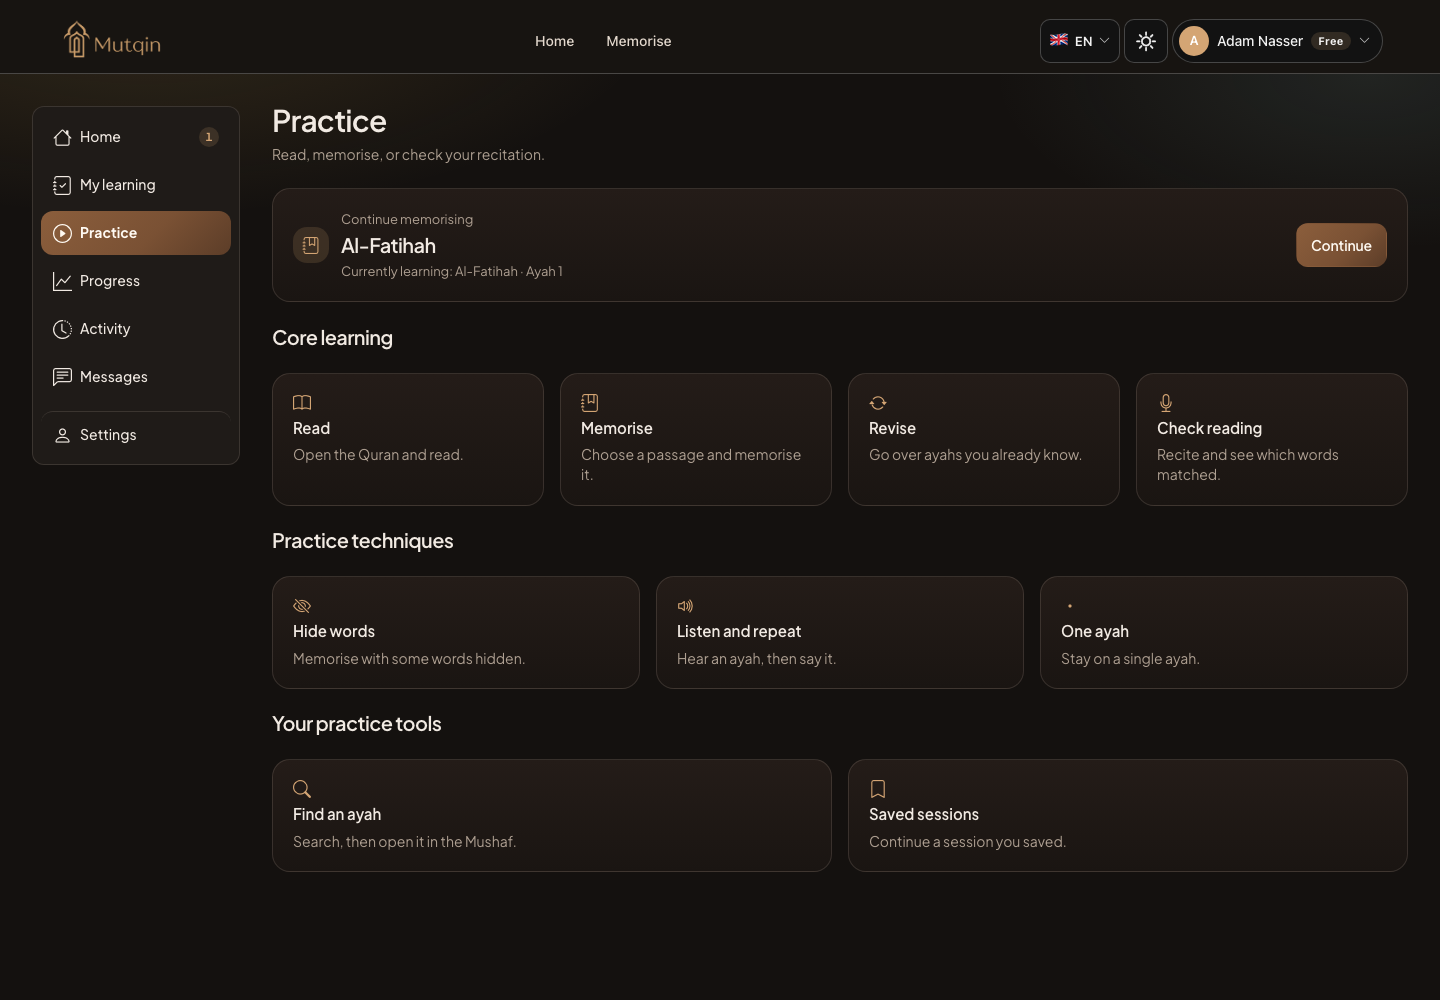 Mutqin
Home
Memorise
EN
A
Adam Nasser
Free
Home
1
My learning
Practice
Progress
Activity
Messages
Settings
Practice
Read, memorise, or check your recitation.
Continue memorising
Al-Fatihah
Currently learning: Al-Fatihah · Ayah 1
Continue
Core learning
Read
Open the Quran and read.
Memorise
Choose a passage and memorise
it.
Revise
Go over ayahs you already know.
Check reading
Recite and see which words
matched.
Practice techniques
Hide words
Memorise with some words hidden.
Listen and repeat
Hear an ayah, then say it.
One ayah
Stay on a single ayah.
Your practice tools
Find an ayah
Search, then open it in the Mushaf.
Saved sessions
Continue a session you saved.